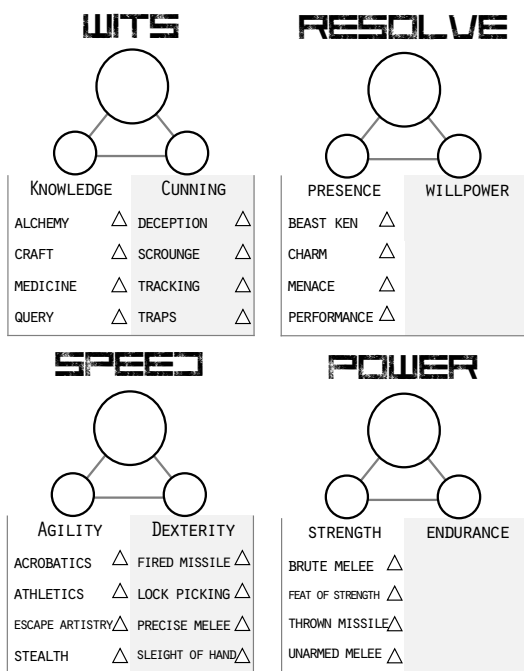 WITS
KNOWLEDGE CUNNING
ALCHEMY DECEPTION
CRAFT SCROUNGE
MEDICINE TRACKING
QUERY TRAPS
RESOLVE
PRESENCE WILLPOWER
BEAST KEN
CHARM
MENACE
PERFORMANCE
SPEED
AGILITY DEXTERITY
ACROBATICS FIRED MISSILE
ATHLETICS LOCK PICKING
ESCAPE ARTISTRY PRECISE MELEE
STEALTH SLEIGHT OF HAND
POWER
STRENGTH ENDURANCE
BRUTE MELEE
FEAT OF STRENGTH
THROWN MISSILE
UNARMED MELEE